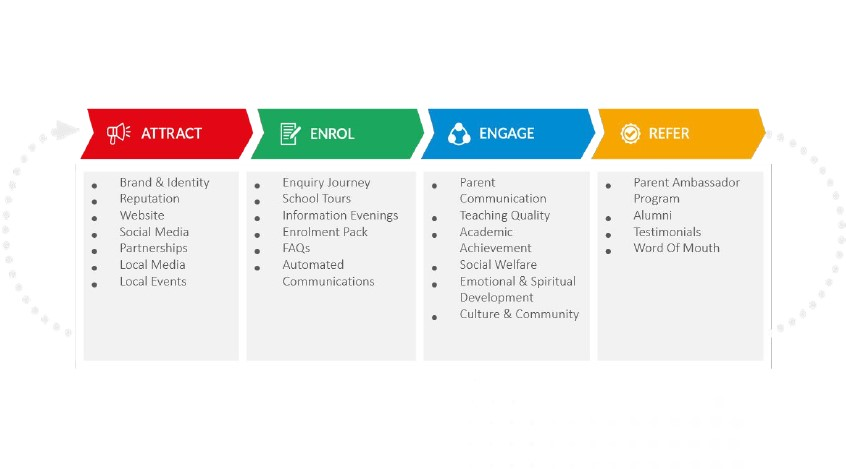 ATTRACT
ENROL
ENGAGE
REFER
Brand & Identity
Reputation
Website
Social Media
Partnerships
Local Media
Local Events
Enquiry Journey
School Tours
Information Evenings
Enrolment Pack
FAQs
Automated
Communications
Parent
Communication
Teaching Quality
Academic
Achievement
Social Welfare
Emotional & Spiritual
Development
Culture & Community
Parent Ambassador
Program
Alumni
Testimonials
Word Of Mouth